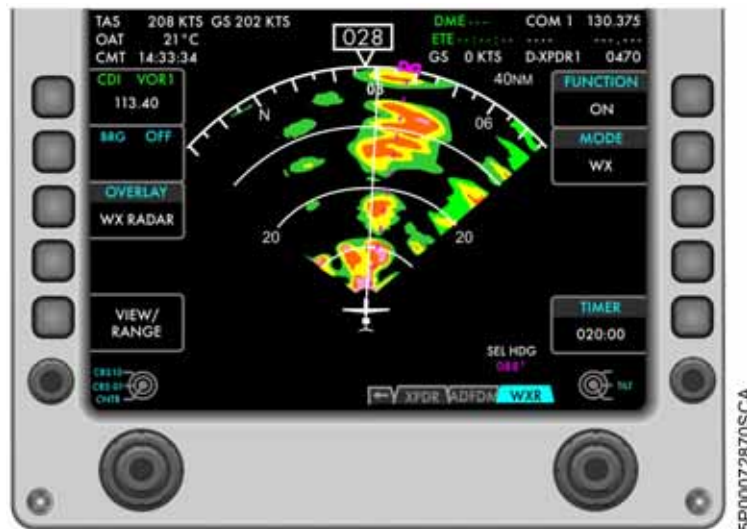 TAS 208 KTS GS 202 KTS
OAT 21°C
CMT 14:33:34
028
DME ---
COM 1 130.375
ETE --:--:-- ---- ---.---
GS 0 KTS D-XPDR1 0470
CDI VOR1
113.40
BRG OFF
OVERLAY
WX RADAR
VIEW/
RANGE
N
03
06
40NM
20
20
FUNCTION
ON
MODE
WX
TIMER
020:00
SEL HDG
TILT
XPDR
WXR